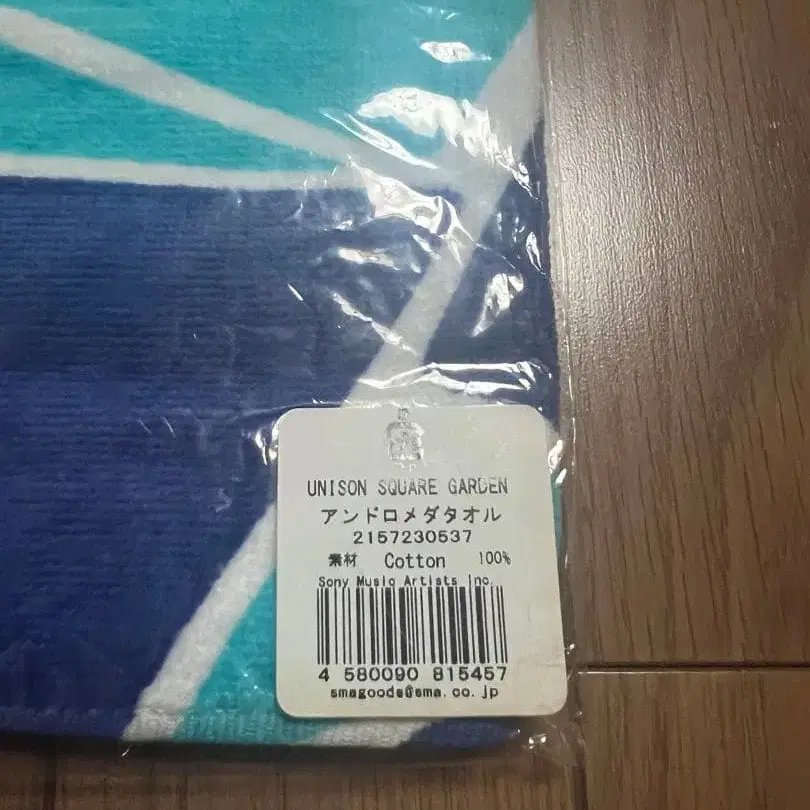 UNISON SQUARE GARDEN
アンドロメダタオル
2157230537
素材 Cotton 100%
Sony Music Artists Inc.
4 580090 815457
smagoods@sma.co.jp